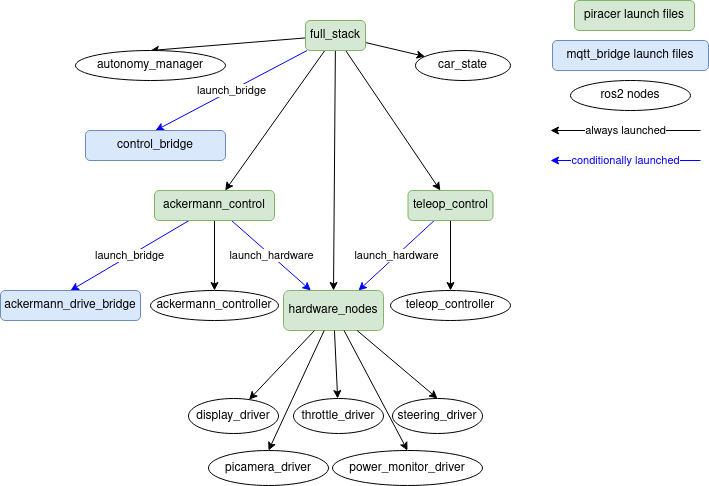 full_stack
piracer launch files
mqtt_bridge launch files
autonomy_manager
car_state
ros2 nodes
launch_bridge
always launched
control_bridge
conditionally launched
ackermann_control
teleop_control
launch_bridge
launch_hardware
launch_hardware
ackermann_drive_bridge
ackermann_controller
hardware_nodes
teleop_controller
display_driver
throttle_driver
steering_driver
picamera_driver
power_monitor_driver